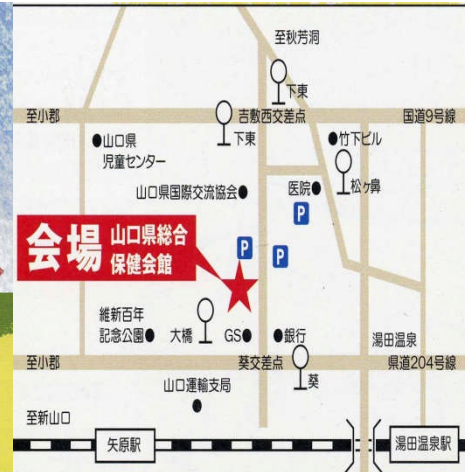 至秋芳洞
下東
至小郡
吉敷西交差点
国道9号線
山口県
児童センター
下東
竹下ビル
山口県国際交流協会
医院
松ヶ鼻
P
P
P
会場
山口県総合
保健会館
維新百年
記念公園
大橋
GS
銀行
湯田温泉
至小郡
葵交差点
県道204号線
葵
山口運輸支局
至新山口
矢原駅
湯田温泉駅